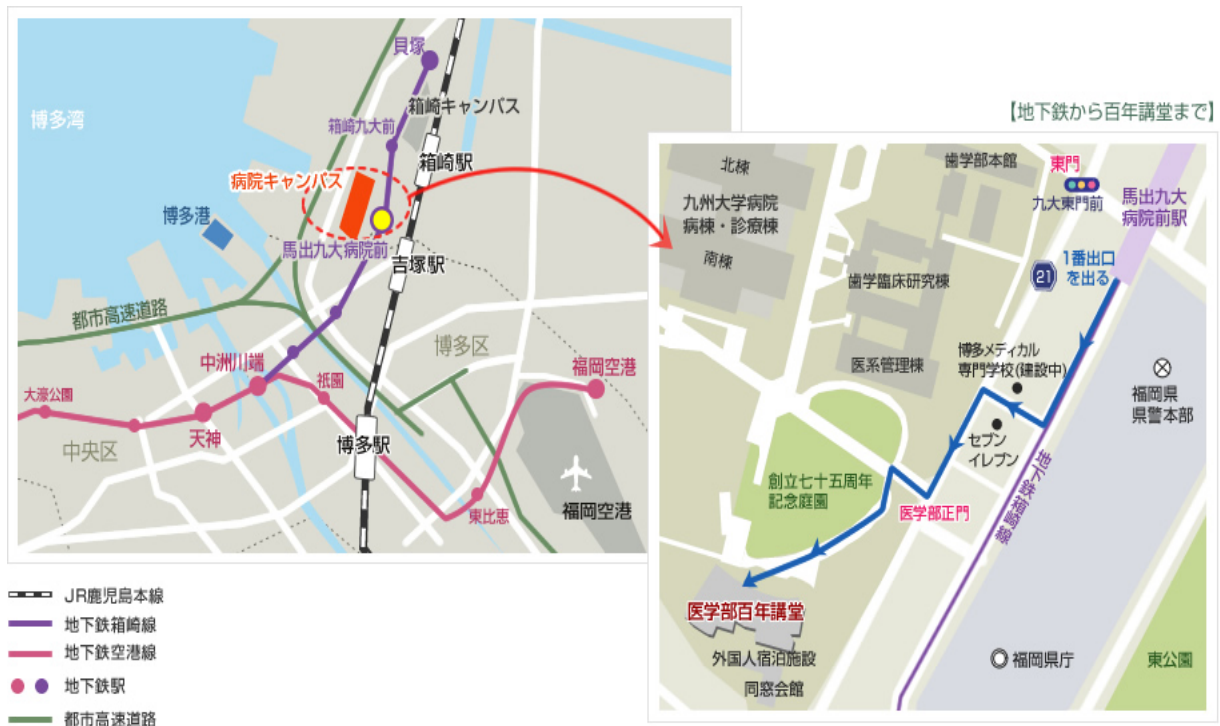 貝塚
箱崎キャンパス
博多湾
箱崎九大前
箱崎駅
病院キャンパス
博多港
馬出九大病院前
吉塚駅
都市高速道路
中洲川端
博多区
祇園
福岡空港
大濠公園
天神
中央区
博多駅
東比恵
福岡空港
JR鹿児島本線
地下鉄箱崎線
地下鉄空港線
地下鉄駅
都市高速道路
【地下鉄から百年講堂まで】
北棟
九州大学病院
病棟・診療棟
南棟
歯学部本館
東門
九大東門前
馬出九大
病院前駅
21
1番出口
を出る
歯学臨床研究棟
医系管理棟
博多メディカル
専門学校(建設中)
セブン
イレブン
福岡県
県警本部
創立七十五周年
記念庭園
医学部正門
地下鉄箱崎線
医学部百年講堂
外国人宿泊施設
同窓会館
福岡県庁
東公園